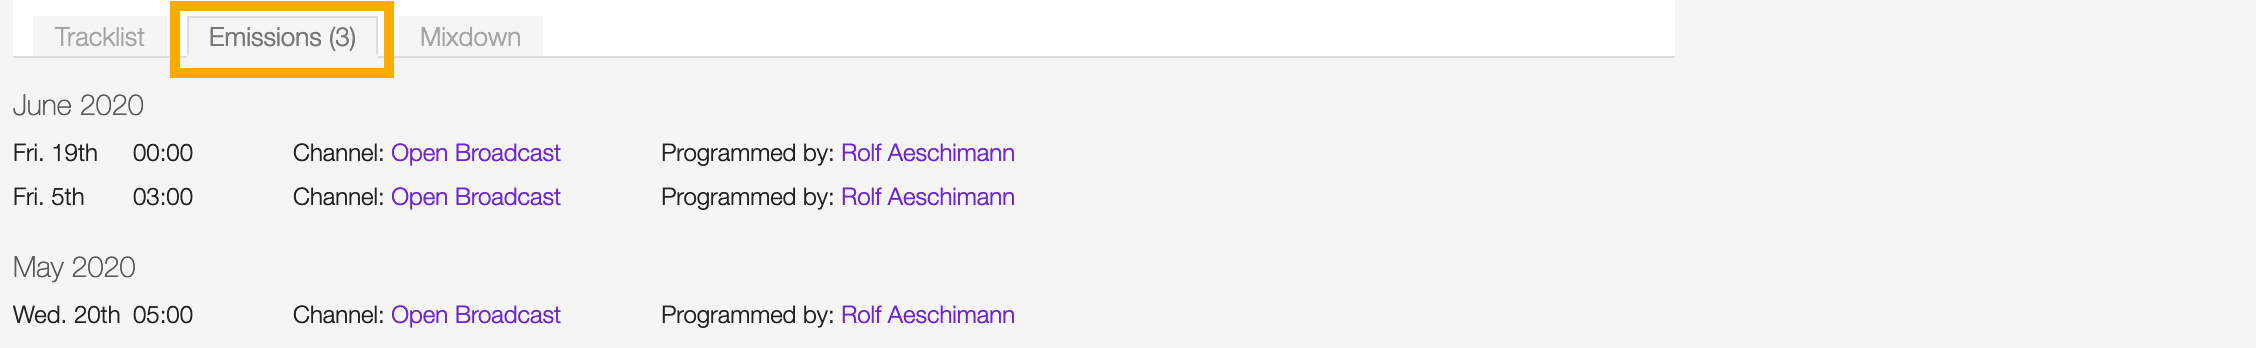 Tracklist Emissions (3) Mixdown
June 2020
Fri. 19th 00:00 Channel: Open Broadcast Programmed by: Rolf Aeschimann
Fri. 5th 03:00 Channel: Open Broadcast Programmed by: Rolf Aeschimann
May 2020
Wed. 20th 05:00 Channel: Open Broadcast Programmed by: Rolf Aeschimann